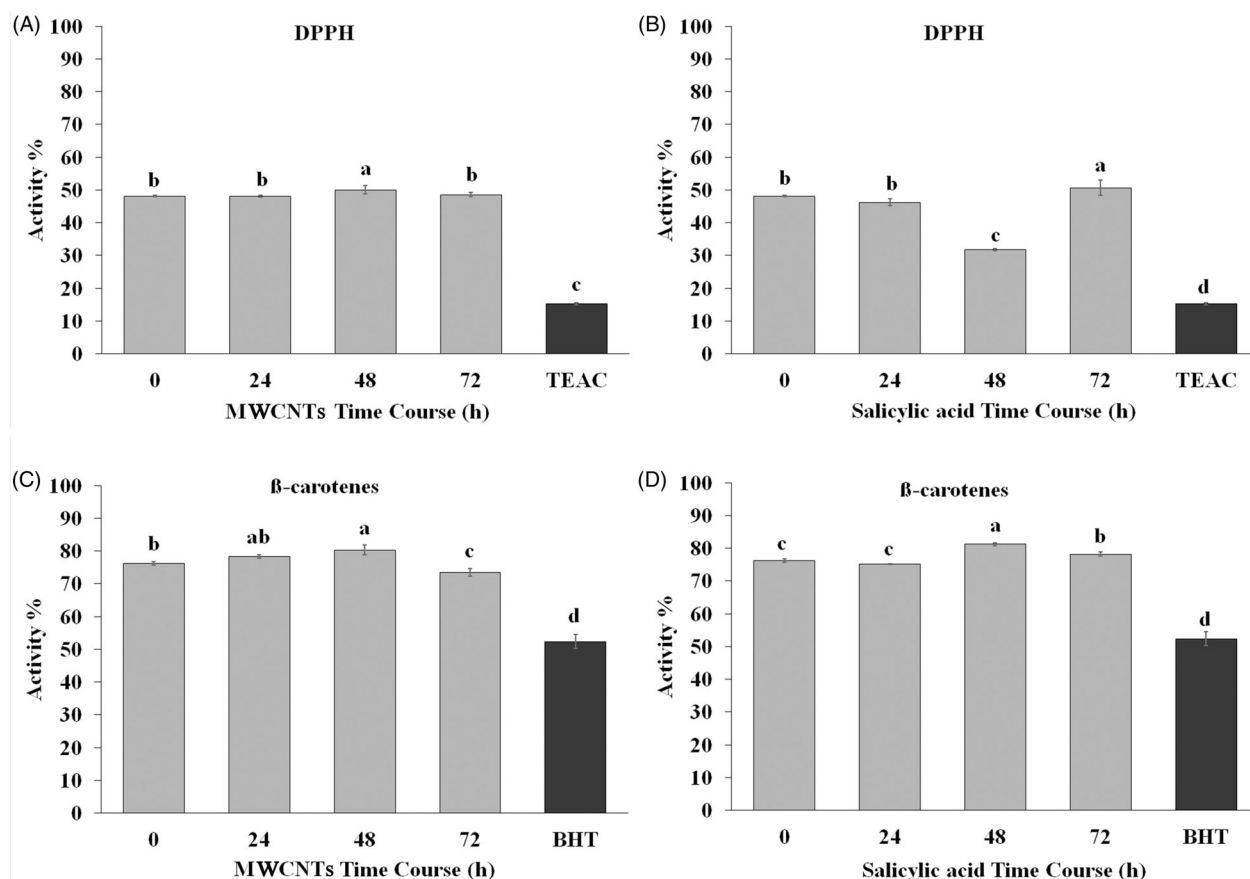 (A)
DPPH
100
90
80
70
60
50
40
30
20
10
0
Activity %
b
b
a
b
c
0 24 48 72 TEAC
MWCNTs Time Course (h)
(B)
DPPH
100
90
80
70
60
50
40
30
20
10
0
Activity %
b
b
c
a
d
0 24 48 72 TEAC
Salicylic acid Time Course (h)
(C)
ß-carotenes
100
90
80
70
60
50
40
30
20
10
0
Activity %
b
ab
a
c
d
0 24 48 72 BHT
MWCNTs Time Course (h)
(D)
ß-carotenes
100
90
80
70
60
50
40
30
20
10
0
Activity %
c
c
a
b
d
0 24 48 72 BHT
Salicylic acid Time Course (h)